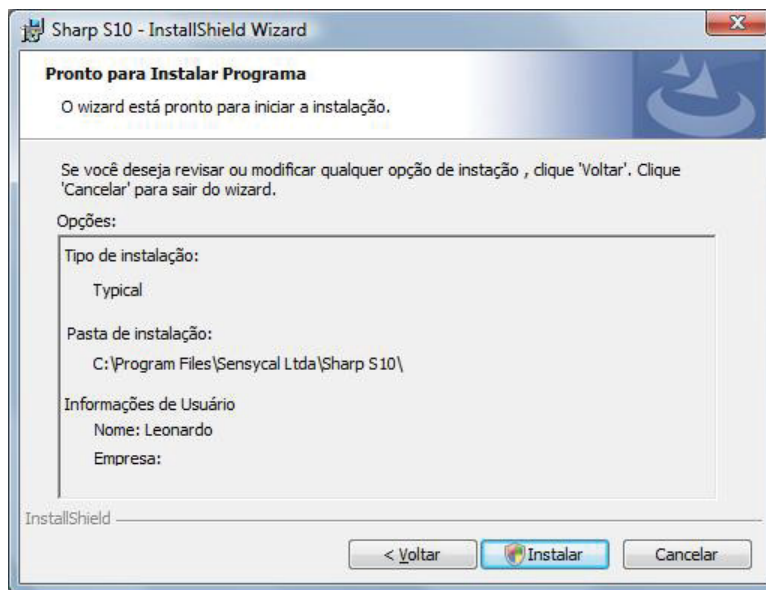 Sharp S10 - InstallShield Wizard
Pronto para Instalar Programa
O wizard está pronto para iniciar a instalação.
Se você deseja revisar ou modificar qualquer opção de instação , clique 'Voltar'. Clique
'Cancelar' para sair do wizard.
Opções:
Tipo de instalação:
Typical
Pasta de instalação:
C:\Program Files\Sensycal Ltda\Sharp S10\
Informações de Usuário
Nome: Leonardo
Empresa:
InstallShield
< Voltar Instalar Cancelar